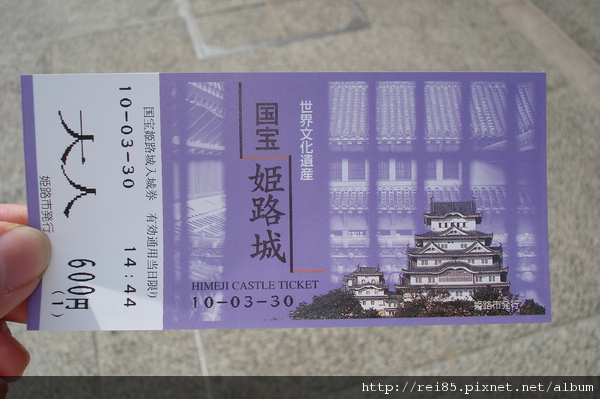 10-03-30 14:44
国宝姫路城入城券 有効通用当日限り
大人
姫路市発行
600円
(1)
世界文化遺産
国宝
姫路城
HIMEJI CASTLE TICKET
10-03-30
姫路市発行
http://rei85.pixnet.net/album